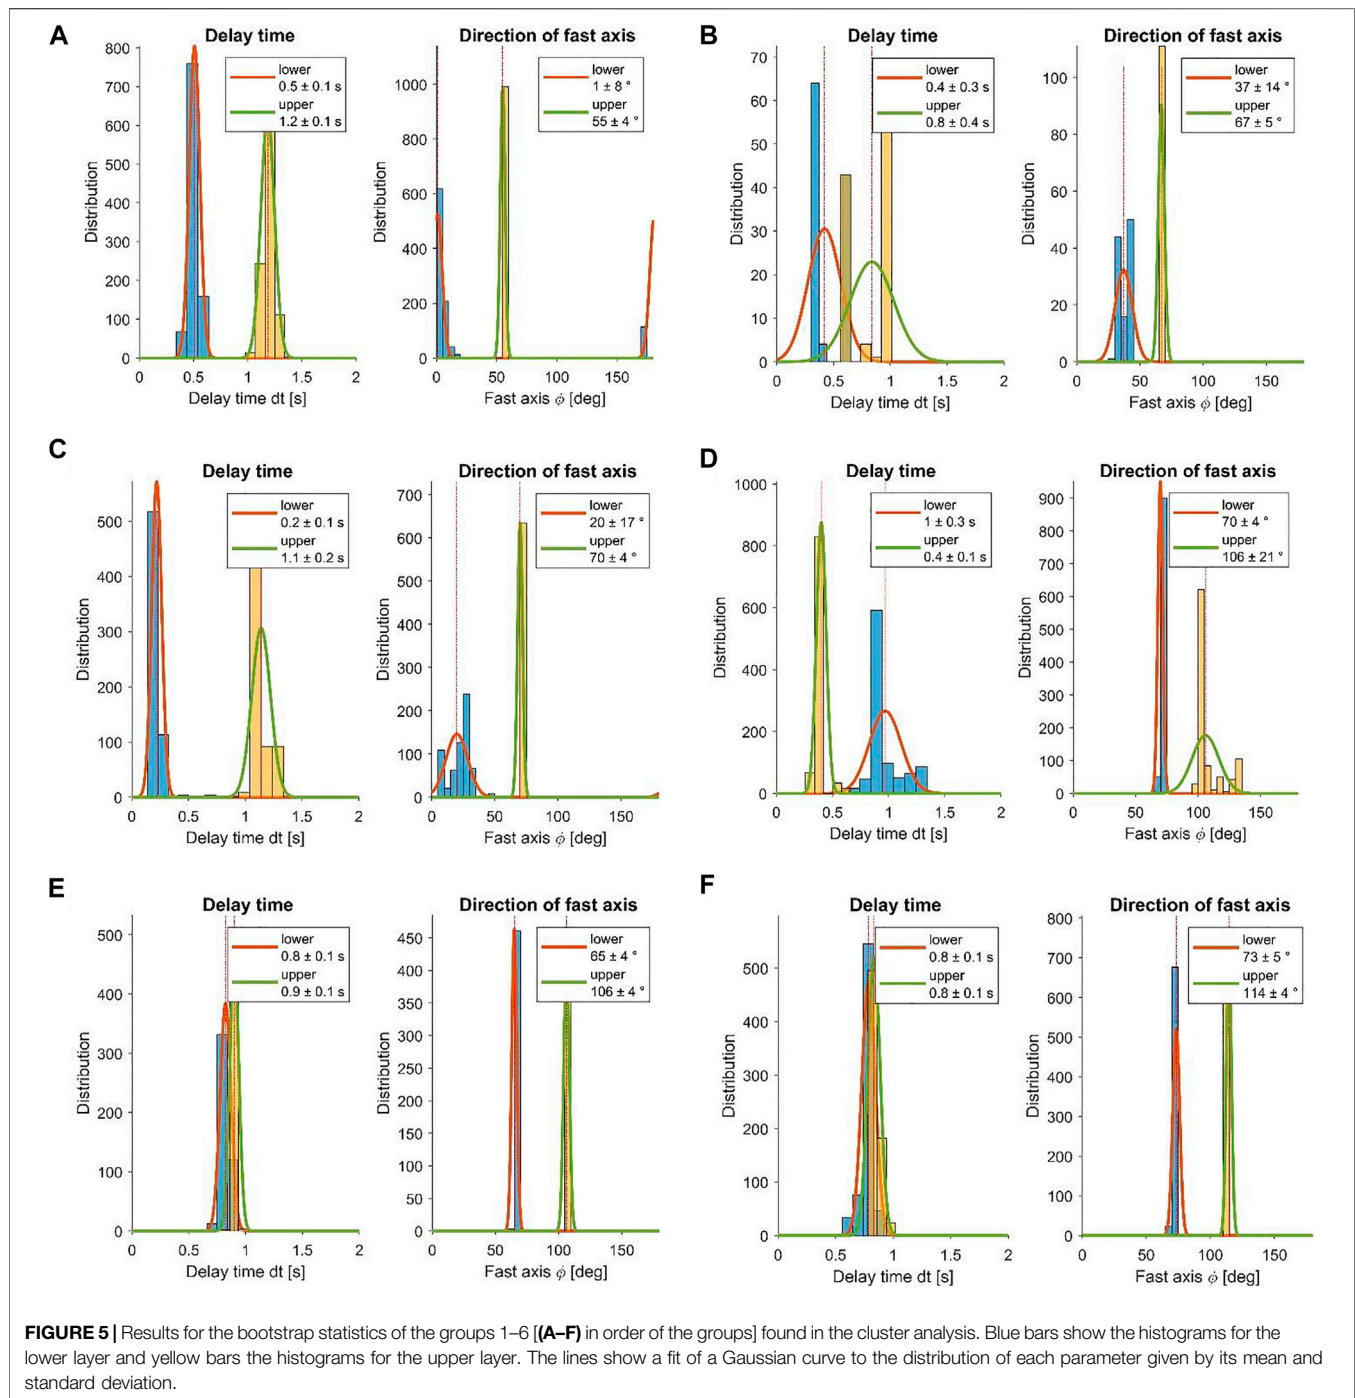 A
Delay time
800
700
600
500
400
300
200
100
0
Distribution
lower
0.5 ± 0.1 s
upper
1.2 ± 0.1 s
0 0.5 1 1.5 2
Delay time dt [s]
Direction of fast axis
1000
800
600
400
200
0
Distribution
lower
1 ± 8 °
upper
55 ± 4 °
0 50 100 150
Fast axis ϕ [deg]
B
Delay time
70
60
50
40
30
20
10
0
Distribution
lower
0.4 ± 0.3 s
upper
0.8 ± 0.4 s
0 0.5 1 1.5 2
Delay time dt [s]
Direction of fast axis
100
80
60
40
20
0
Distribution
lower
37 ± 14 °
upper
67 ± 5 °
0 50 100 150
Fast axis ϕ [deg]
C
Delay time
500
400
300
200
100
0
Distribution
lower
0.2 ± 0.1 s
upper
1.1 ± 0.2 s
0 0.5 1 1.5 2
Delay time dt [s]
Direction of fast axis
700
600
500
400
300
200
100
0
Distribution
lower
20 ± 17 °
upper
70 ± 4 °
0 50 100 150
Fast axis ϕ [deg]
D
Delay time
1000
800
600
400
200
0
Distribution
lower
1 ± 0.3 s
upper
0.4 ± 0.1 s
0 0.5 1 1.5 2
Delay time dt [s]
Direction of fast axis
900
800
700
600
500
400
300
200
100
0
Distribution
lower
70 ± 4 °
upper
106 ± 21 °
0 50 100 150
Fast axis ϕ [deg]
E
Delay time
500
400
300
200
100
0
Distribution
lower
0.8 ± 0.1 s
upper
0.9 ± 0.1 s
0 0.5 1 1.5 2
Delay time dt [s]
Direction of fast axis
450
400
350
300
250
200
150
100
50
0
Distribution
lower
65 ± 4 °
upper
106 ± 4 °
0 50 100 150
Fast axis ϕ [deg]
F
Delay time
500
400
300
200
100
0
Distribution
lower
0.8 ± 0.1 s
upper
0.8 ± 0.1 s
0 0.5 1 1.5 2
Delay time dt [s]
Direction of fast axis
800
700
600
500
400
300
200
100
0
Distribution
lower
73 ± 5 °
upper
114 ± 4 °
0 50 100 150
Fast axis ϕ [deg]
FIGURE 5 | Results for the bootstrap statistics of the groups 1–6 [(A–F) in order of the groups] found in the cluster analysis. Blue bars show the histograms for the
lower layer and yellow bars the histograms for the upper layer. The lines show a fit of a Gaussian curve to the distribution of each parameter given by its mean and
standard deviation.